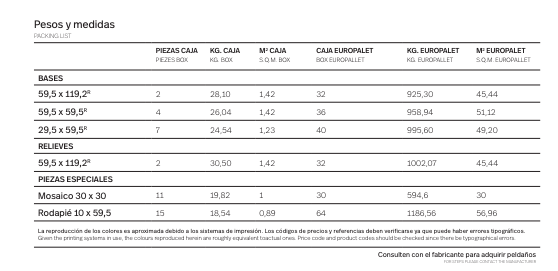 Pesos y medidas
PACKING LIST
PIEZAS CAJA KG. CAJA M² CAJA CAJA EUROPALET KG. EUROPALET M² EUROPALET
PIEZES BOX KG. BOX S.Q.M. BOX BOX EUROPALLET KG. EUROPALLET S.Q.M. EUROPALLET
BASES
59,5 x 119,2ᴿ 2 28,10 1,42 32 925,30 45,44
59,5 x 59,5ᴿ 4 26,04 1,42 36 958,94 51,12
29,5 x 59,5ᴿ 7 24,54 1,23 40 995,60 49,20
RELIEVES
59,5 x 119,2ᴿ 2 30,50 1,42 32 1002,07 45,44
PIEZAS ESPECIALES
Mosaico 30 x 30 11 19,82 1 30 594,6 30
Rodapié 10 x 59,5 15 18,54 0,89 64 1186,56 56,96
La reproducción de los colores es aproximada debido a los sistemas de impresión. Los códigos de precios y referencias deben verificarse ya que puede haber errores tipográficos.
Given the printing systems in use, the colours reproduced herein are roughly equivalent toactual ones. Price code and product codes should be checked since there be typographical errors.
Consulten con el fabricante para adquirir peldaños
FOR STEPS PLEASE CONTACT THE MANUFACTURER